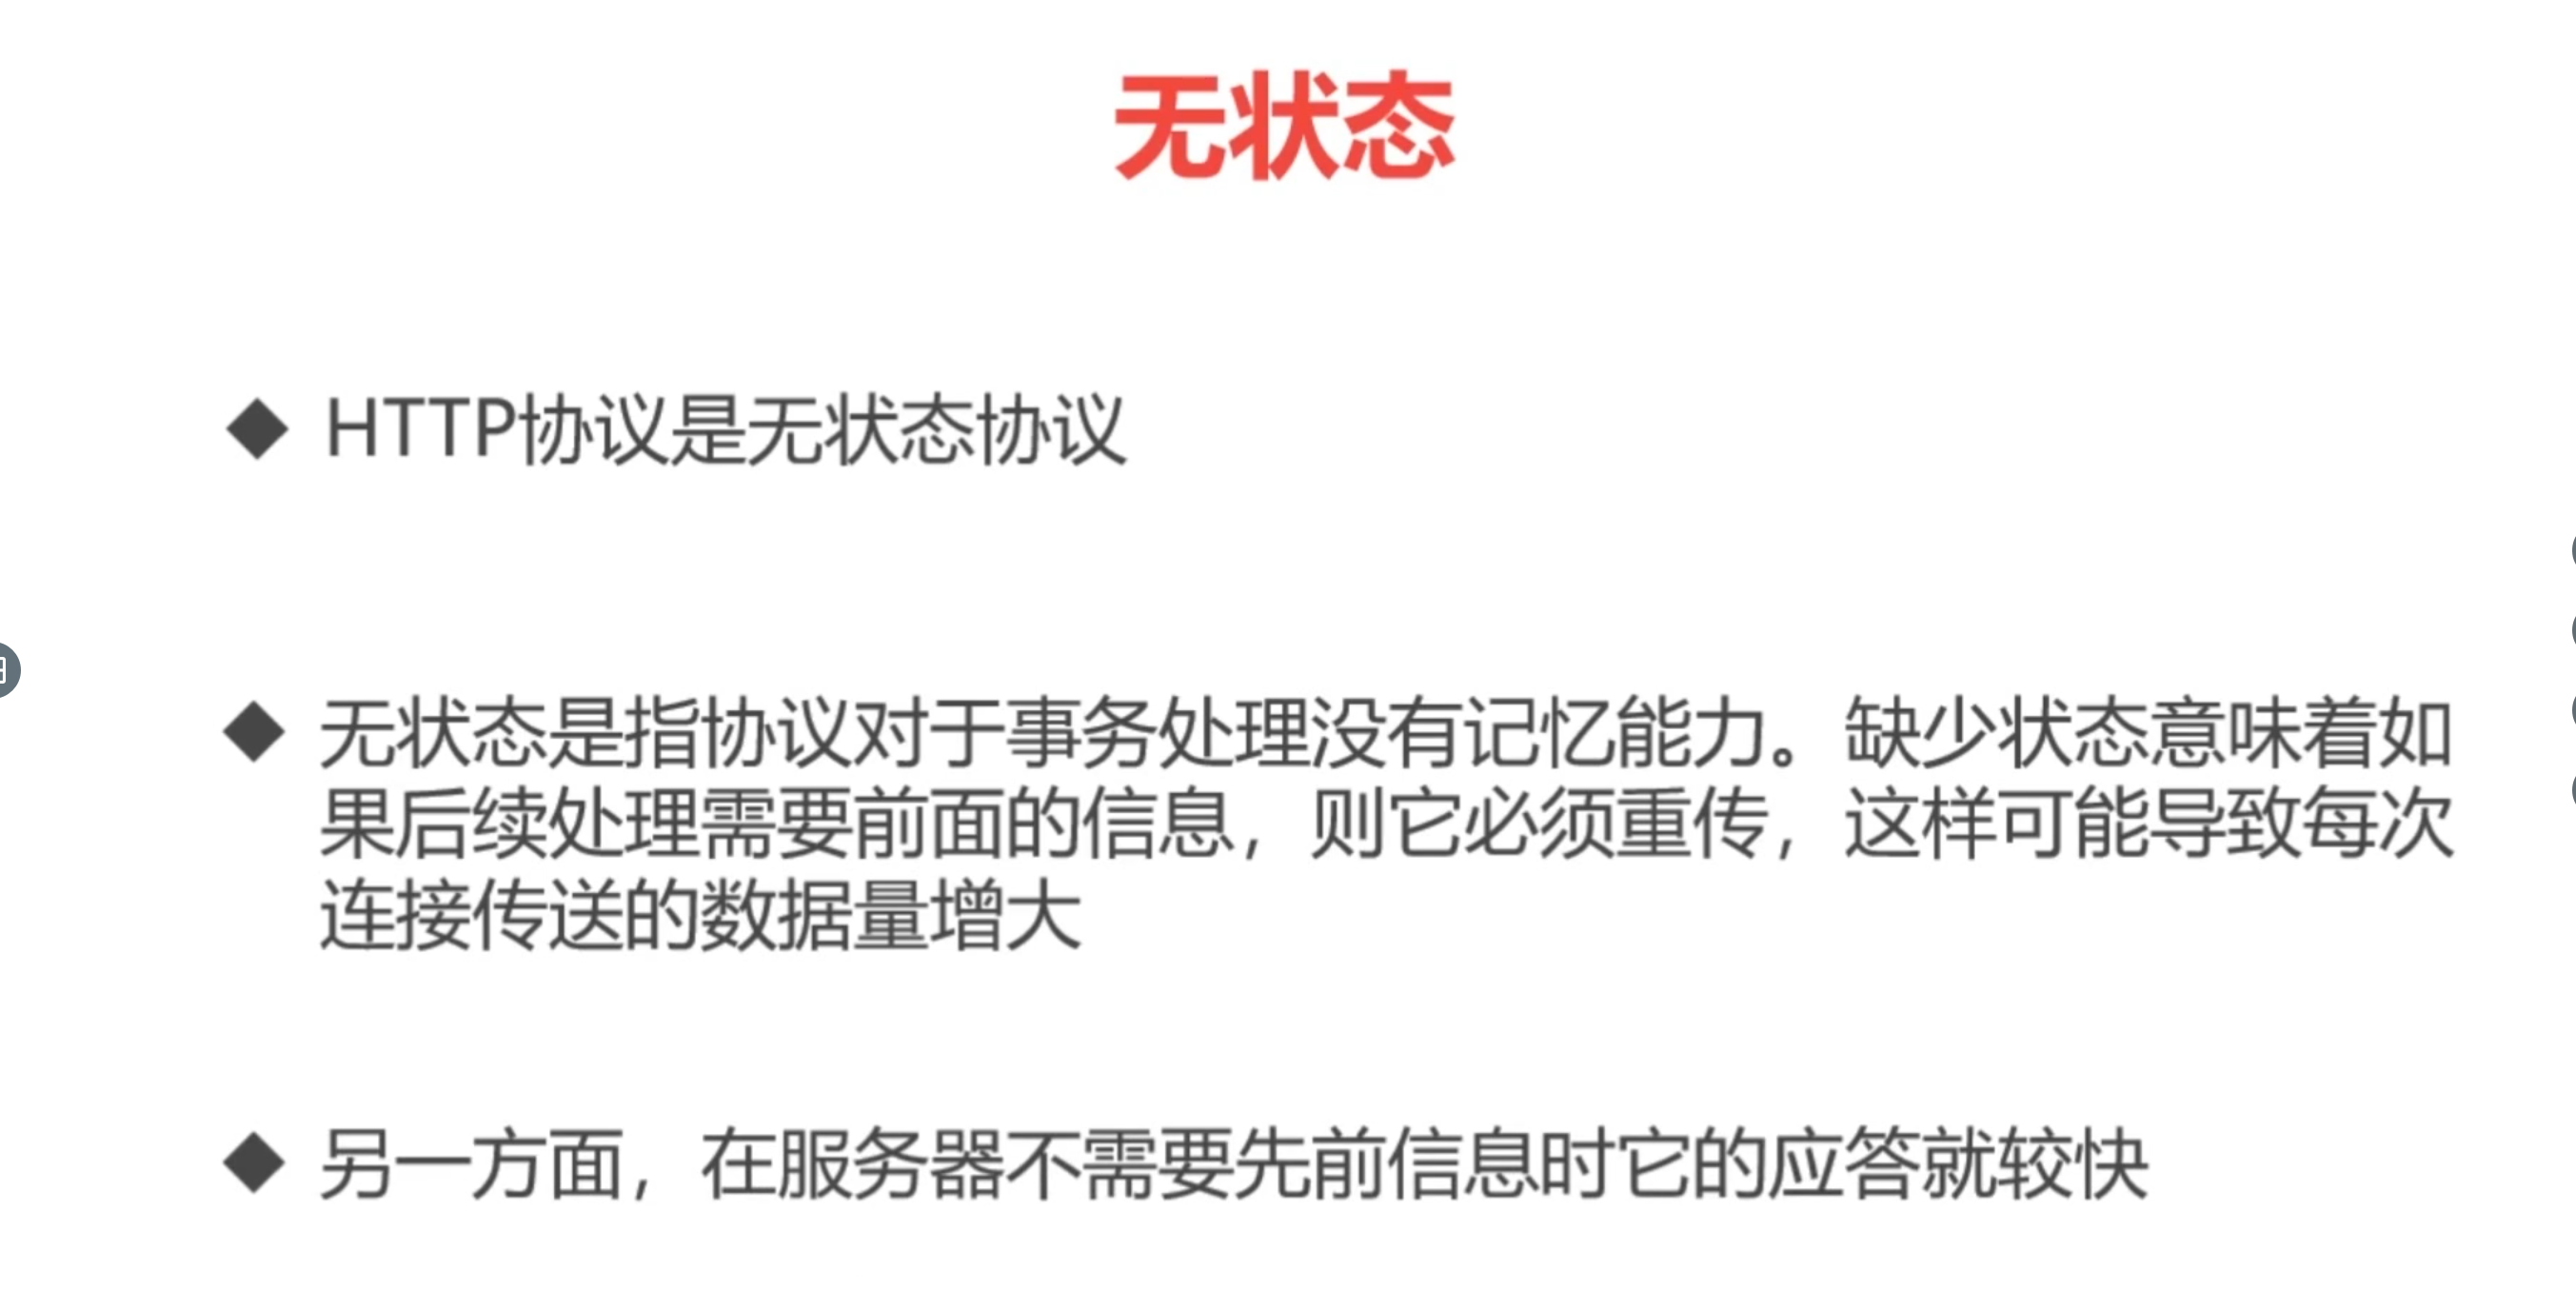 无状态
◆ HTTP协议是无状态协议
◆ 无状态是指协议对于事务处理没有记忆能力。缺少状态意味着如
果后续处理需要前面的信息，则它必须重传，这样可能导致每次
连接传送的数据量增大
◆ 另一方面，在服务器不需要先前信息时它的应答就较快